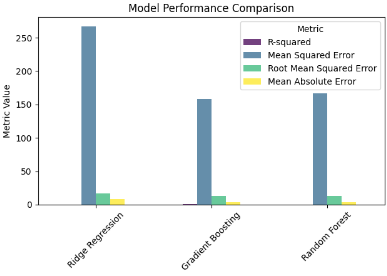 Model Performance Comparison
Metric
R-squared
Mean Squared Error
Root Mean Squared Error
Mean Absolute Error
Metric Value
250
200
150
100
50
0
Ridge Regression
Gradient Boosting
Random Forest